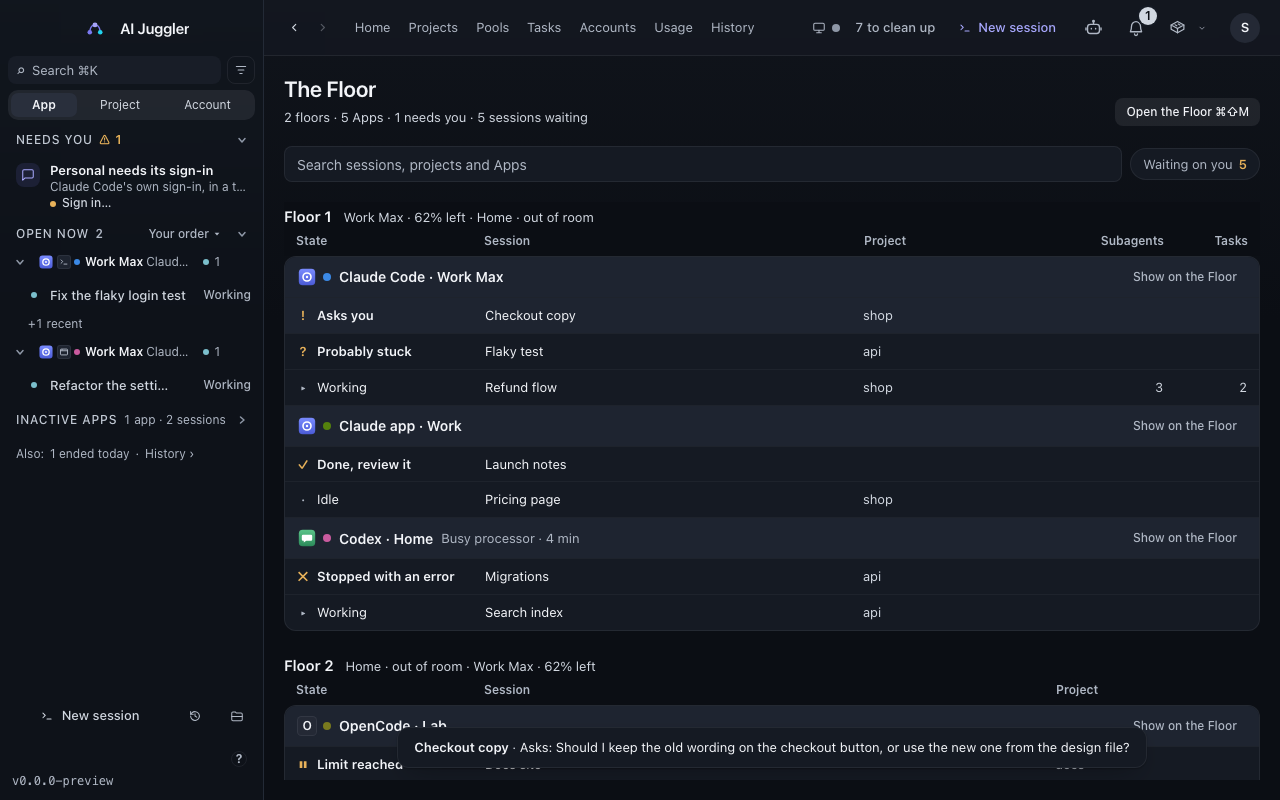 AI Juggler
Search ⌘K
App Project Account
NEEDS YOU 1
Personal needs its sign-in
Claude Code's own sign-in, in a t…
Sign in…
OPEN NOW 2 Your order
Work Max Claud… 1
Fix the flaky login test Working
+1 recent
Work Max Claud… 1
Refactor the setti… Working
INACTIVE APPS 1 app · 2 sessions
Also: 1 ended today · History ›
New session
?
v0.0.0-preview
Home Projects Pools Tasks Accounts Usage History 7 to clean up New session 1 S
The Floor
2 floors · 5 Apps · 1 needs you · 5 sessions waiting
Open the Floor ⌘⇧M
Search sessions, projects and Apps
Waiting on you 5
Floor 1 Work Max · 62% left · Home · out of room
State Session Project Subagents Tasks
Claude Code · Work Max Show on the Floor
! Asks you Checkout copy shop
? Probably stuck Flaky test api
Working Refund flow shop 3 2
Claude app · Work Show on the Floor
Done, review it Launch notes
Idle Pricing page shop
Codex · Home Busy processor · 4 min Show on the Floor
Stopped with an error Migrations api
Working Search index api
Floor 2 Home · out of room · Work Max · 62% left
State Session Project
O OpenCode · Lab Show on the Floor
Checkout copy · Asks: Should I keep the old wording on the checkout button, or use the new one from the design file?
Limit reached